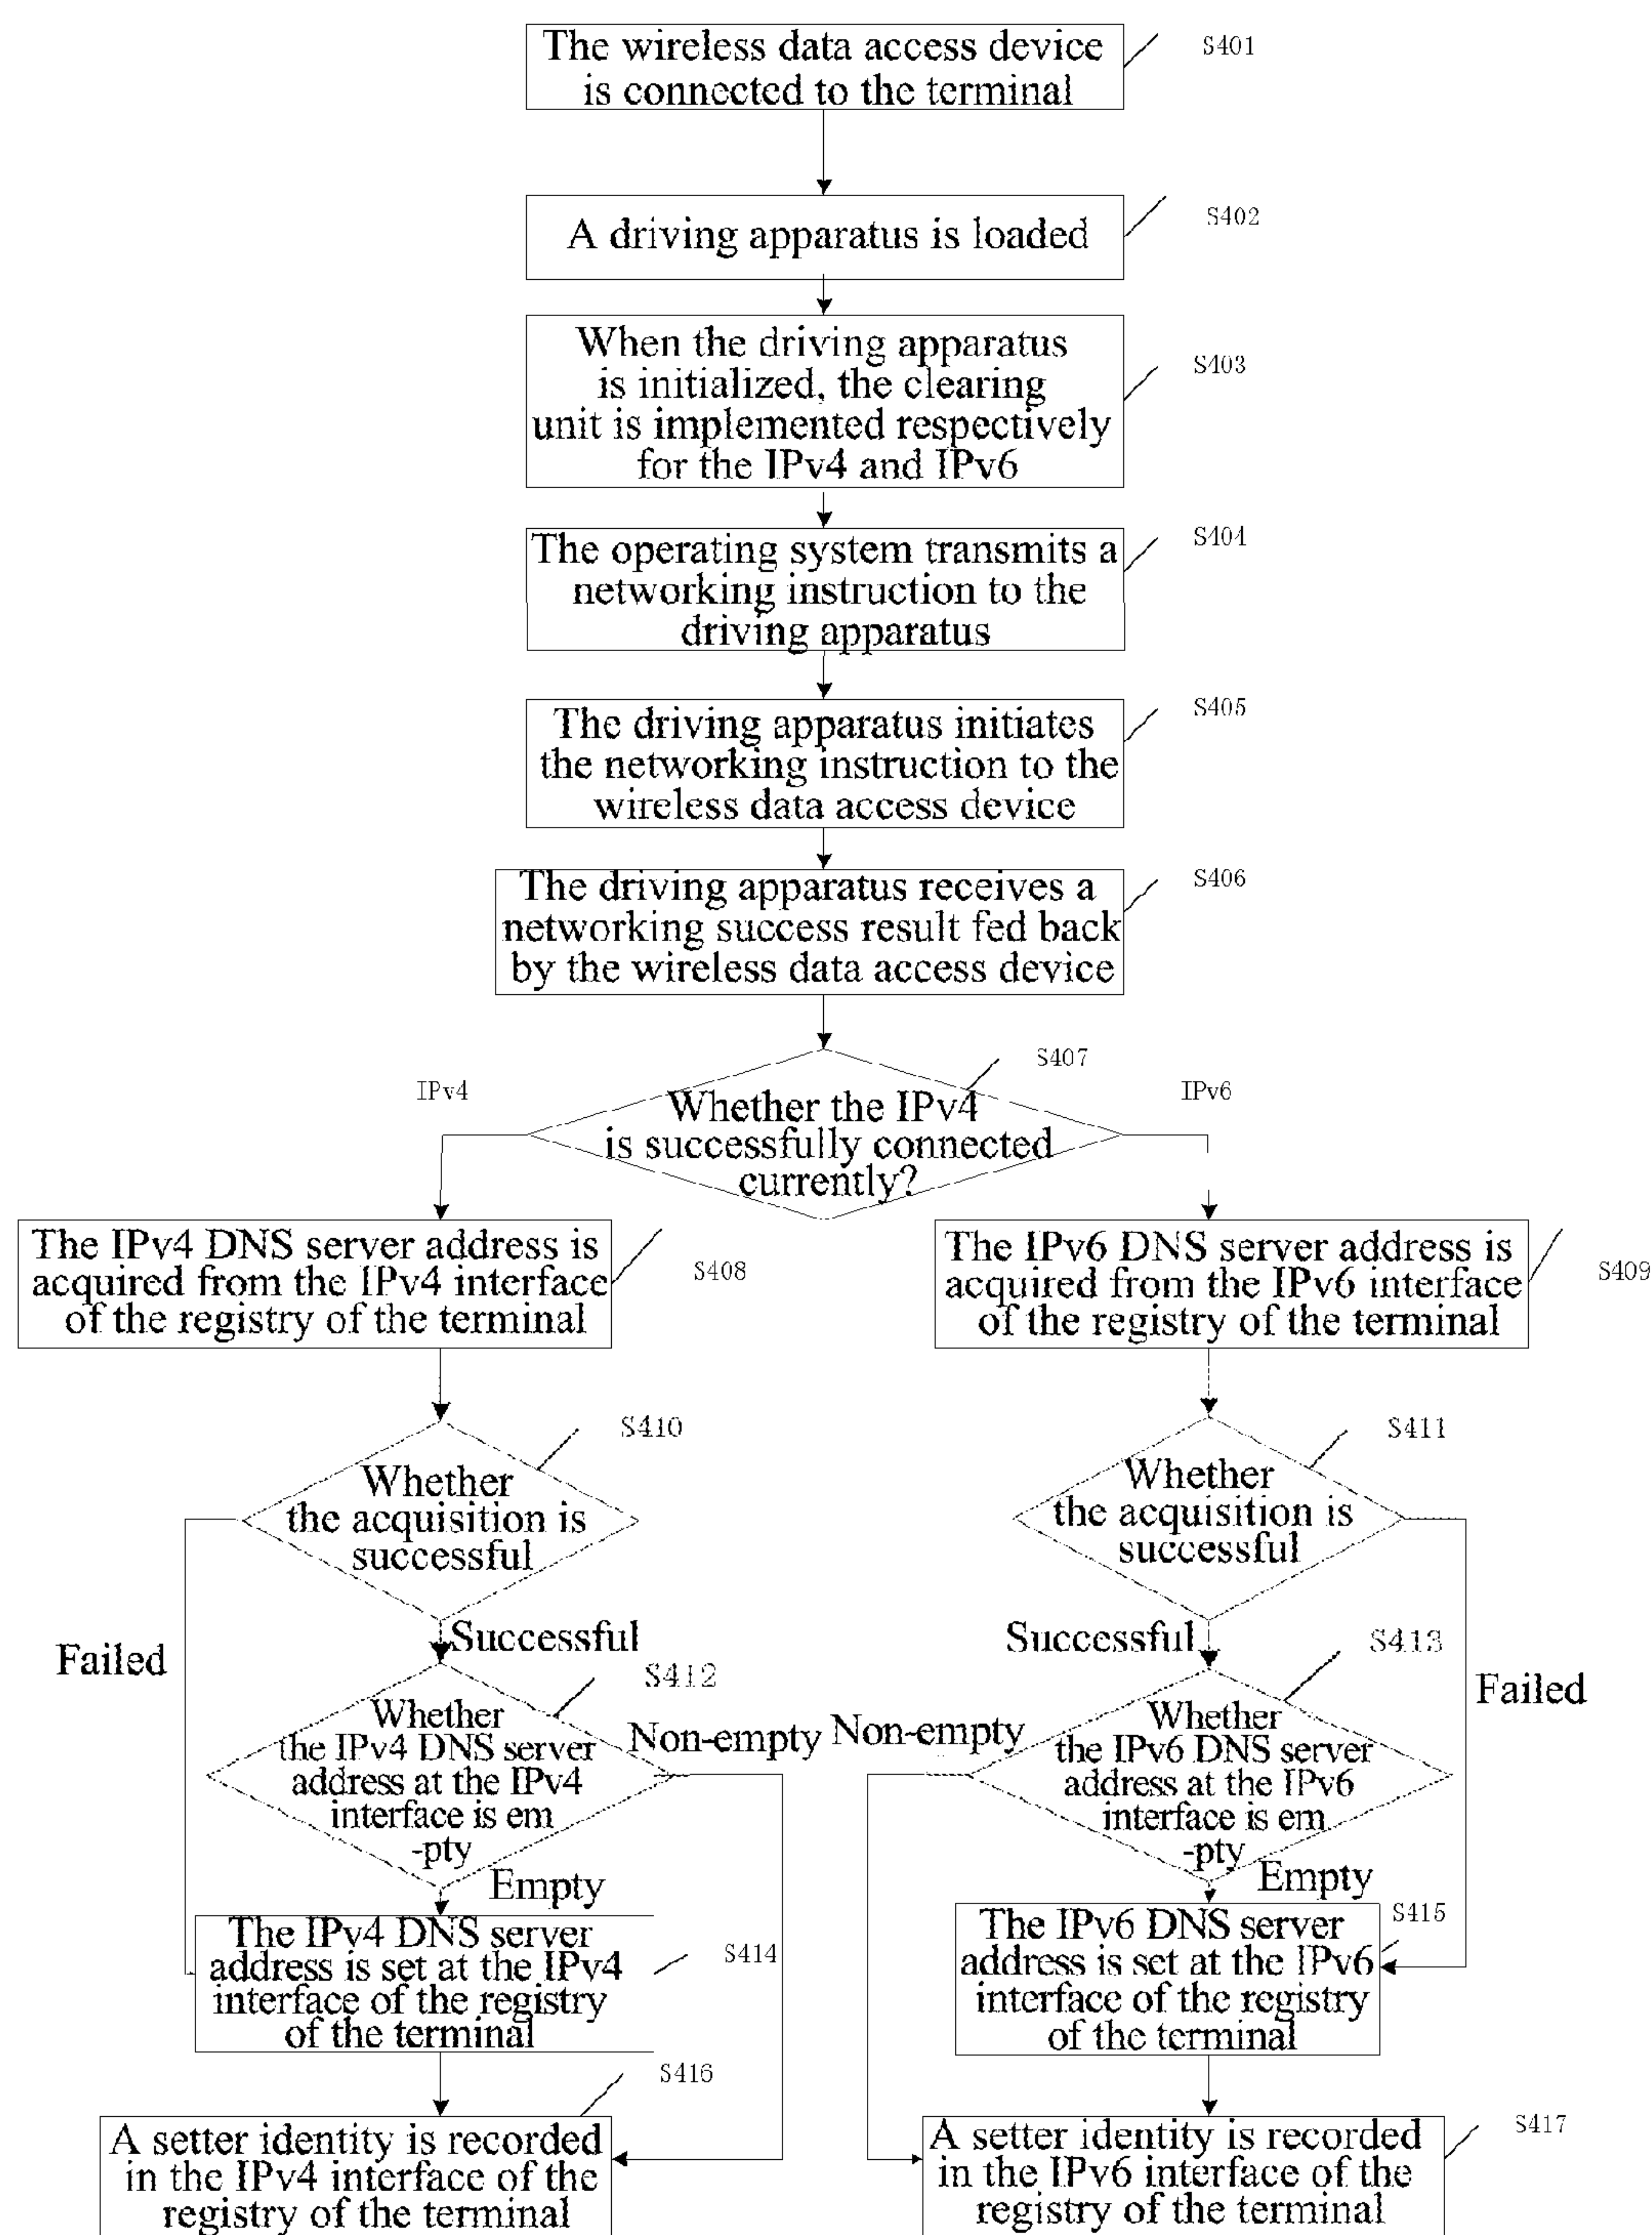 The wireless data access device
is connected to the terminal
S401
A driving apparatus is loaded
S402
When the driving apparatus
is initialized, the clearing
unit is implemented respectively
for the IPv4 and IPv6
S403
The operating system transmits a
networking instruction to the
driving apparatus
S404
The driving apparatus initiates
the networking instruction to the
wireless data access device
S405
The driving apparatus receives a
networking success result fed back
by the wireless data access device
S406
S407
IPv4
IPv6
Whether the IPv4
is successfully connected
currently?
The IPv4 DNS server address is
acquired from the IPv4 interface
of the registry of the terminal
S408
The IPv6 DNS server address is
acquired from the IPv6 interface
of the registry of the terminal
S409
S410
Whether
the acquisition is
successful
S411
Whether
the acquisition is
successful
Successful
Failed
Successful
Failed
S412
Whether
the IPv4 DNS server
address at the IPv4
interface is em
-pty
Non-empty
Non-empty
S413
Whether
the IPv6 DNS server
address at the IPv6
interface is em
-pty
Empty
Empty
The IPv4 DNS server
address is set at the IPv4
interface of the registry
of the terminal
S414
The IPv6 DNS server
address is set at the IPv6
interface of the registry
of the terminal
S415
S416
A setter identity is recorded
in the IPv4 interface of the
registry of the terminal
A setter identity is recorded
in the IPv6 interface of the
registry of the terminal
S417